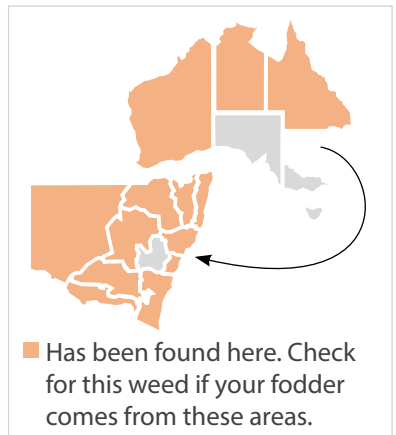 Has been found here. Check
for this weed if your fodder
comes from these areas.